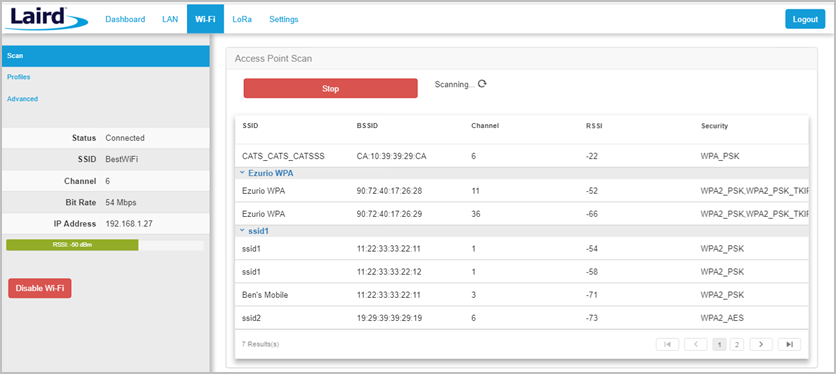 Laird™ Dashboard LAN Wi-Fi LoRa Settings Logout
Scan
Profiles
Advanced
Status Connected
SSID BestWiFi
Channel 6
Bit Rate 54 Mbps
IP Address 192.168.1.27
RSSI: -50 dBm
Disable Wi-Fi
Access Point Scan
Stop Scanning...
SSID BSSID Channel RSSI Security
CATS_CATS_CATSSS CA:10:39:39:29:CA 6 -22 WPA_PSK
Ezurio WPA
Ezurio WPA 90:72:40:17:26:28 11 -52 WPA2_PSK,WPA2_PSK_TKIP
Ezurio WPA 90:72:40:17:26:29 36 -66 WPA2_PSK,WPA2_PSK_TKIP
ssid1
ssid1 11:22:33:33:22:11 1 -54 WPA2_PSK
ssid1 11:22:33:33:22:12 1 -58 WPA2_PSK
Ben's Mobile 11:22:33:33:22:11 3 -71 WPA2_PSK
ssid2 19:29:39:39:29:19 6 -73 WPA2_AES
7 Results(s) 1 2